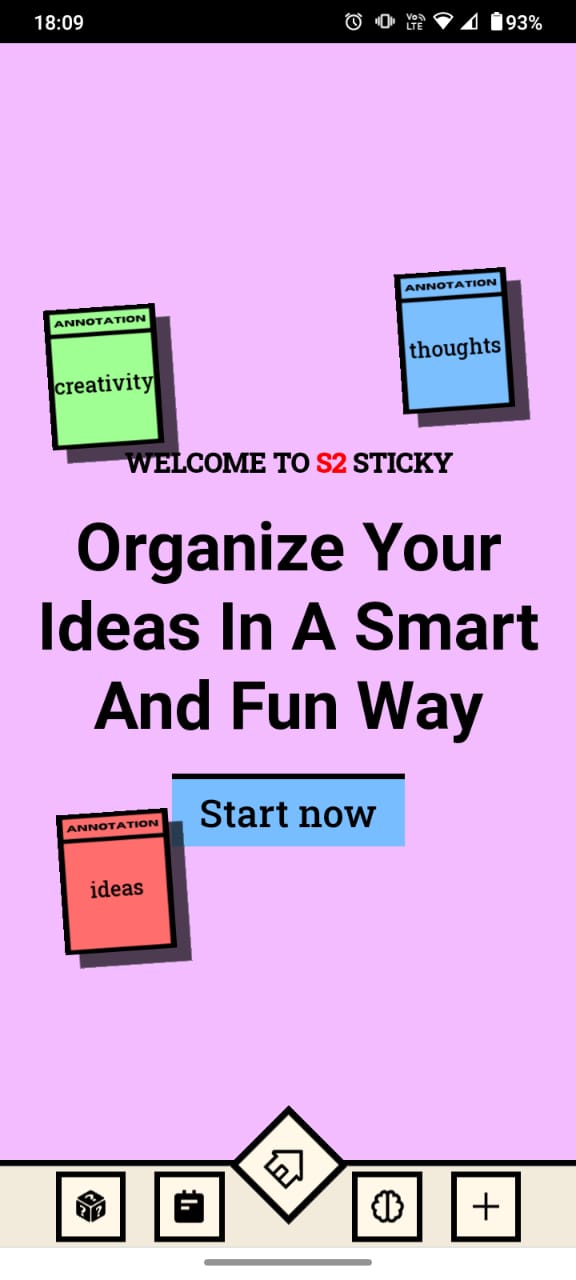 18:09
Vo LTE
93%
ANNOTATION
thoughts
ANNOTATION
creativity
WELCOME TO S2 STICKY
Organize Your
Ideas In A Smart
And Fun Way
Start now
ANNOTATION
ideas